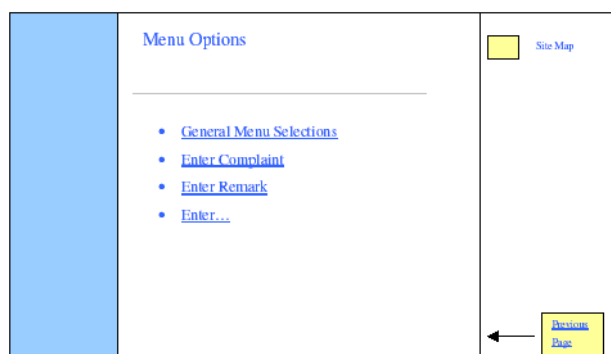 Menu Options
Site Map
General Menu Selections
Enter Complaint
Enter Remark
Enter…
Previous
Page